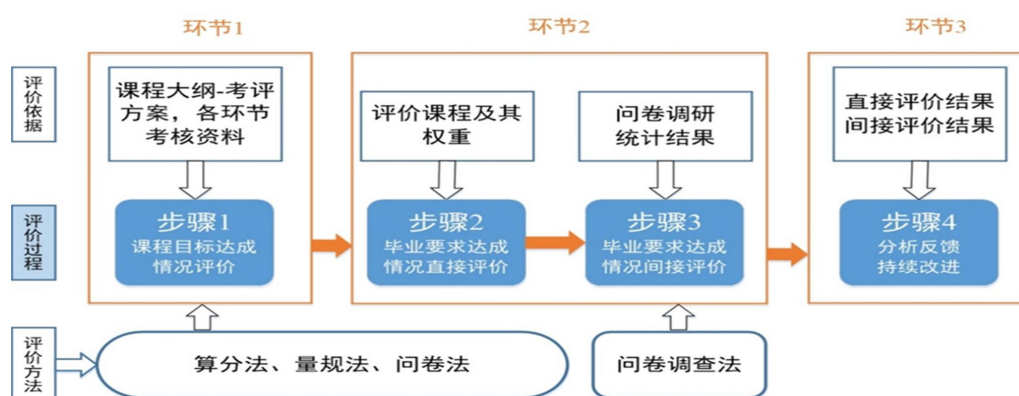 环节1
环节2
环节3
评价依据
课程大纲-考评
方案，各环节
考核资料
评价课程及其
权重
问卷调研
统计结果
直接评价结果
间接评价结果
评价过程
步骤1
课程目标达成
情况评价
步骤2
毕业要求达成
情况直接评价
步骤3
毕业要求达成
情况间接评价
步骤4
分析反馈
持续改进
评价方法
算分法、量规法、问卷法
问卷调查法